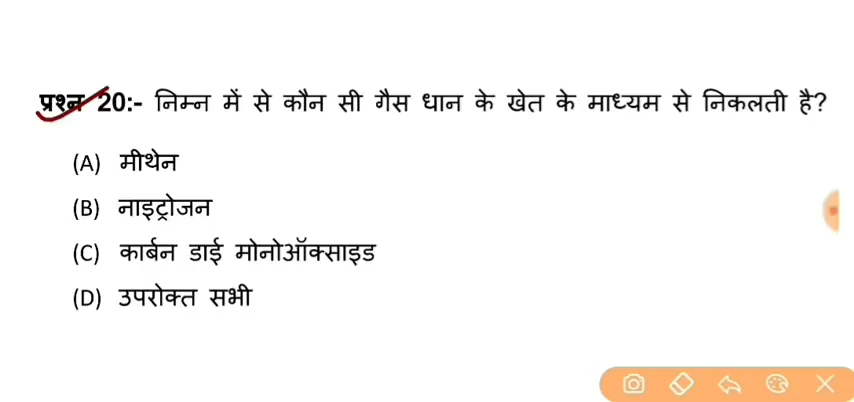 प्रश्न 20:- निम्न में से कौन सी गैस धान के खेत के माध्यम से निकलती है?
(A) मीथेन
(B) नाइट्रोजन
(C) कार्बन डाई मोनोऑक्साइड
(D) उपरोक्त सभी